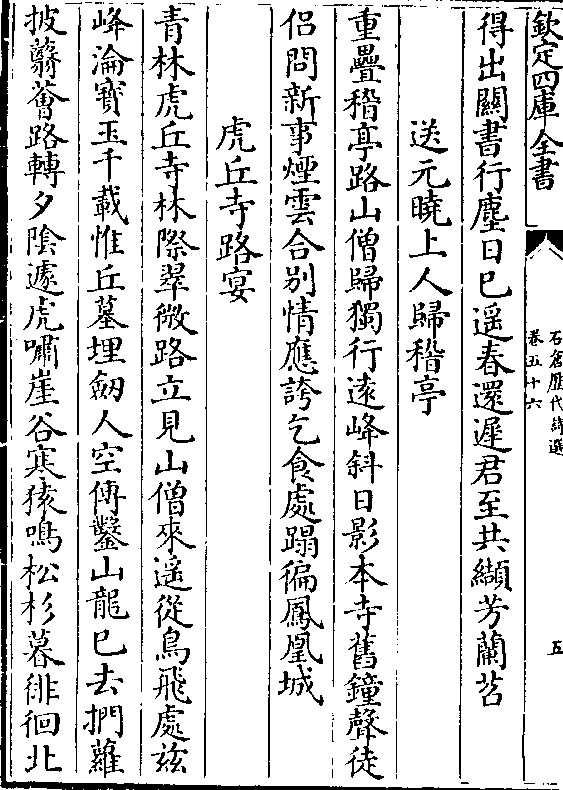 欽定四庫全書
石倉歷代詩選
卷五十六
五
得出關書行塵日已遥春還遲君至共纈芳蘭苕
送元曉上人歸稽亭
重疊稽亭路山僧歸獨行逺峰斜日影本寺舊鐘聲徒
侣問新事煙雲合别情應誇乞食處蹋徧鳳凰城
虎丘寺路宴
青林虎丘寺林際翠微路立見山僧來遥從鳥飛處兹
峰淪寳玉千載惟丘墓埋劒人空傳鑿山龍已去捫蘿
披蘙薈路轉夕陰遽虎嘯崖谷寒猿鳴松杉暮徘徊北